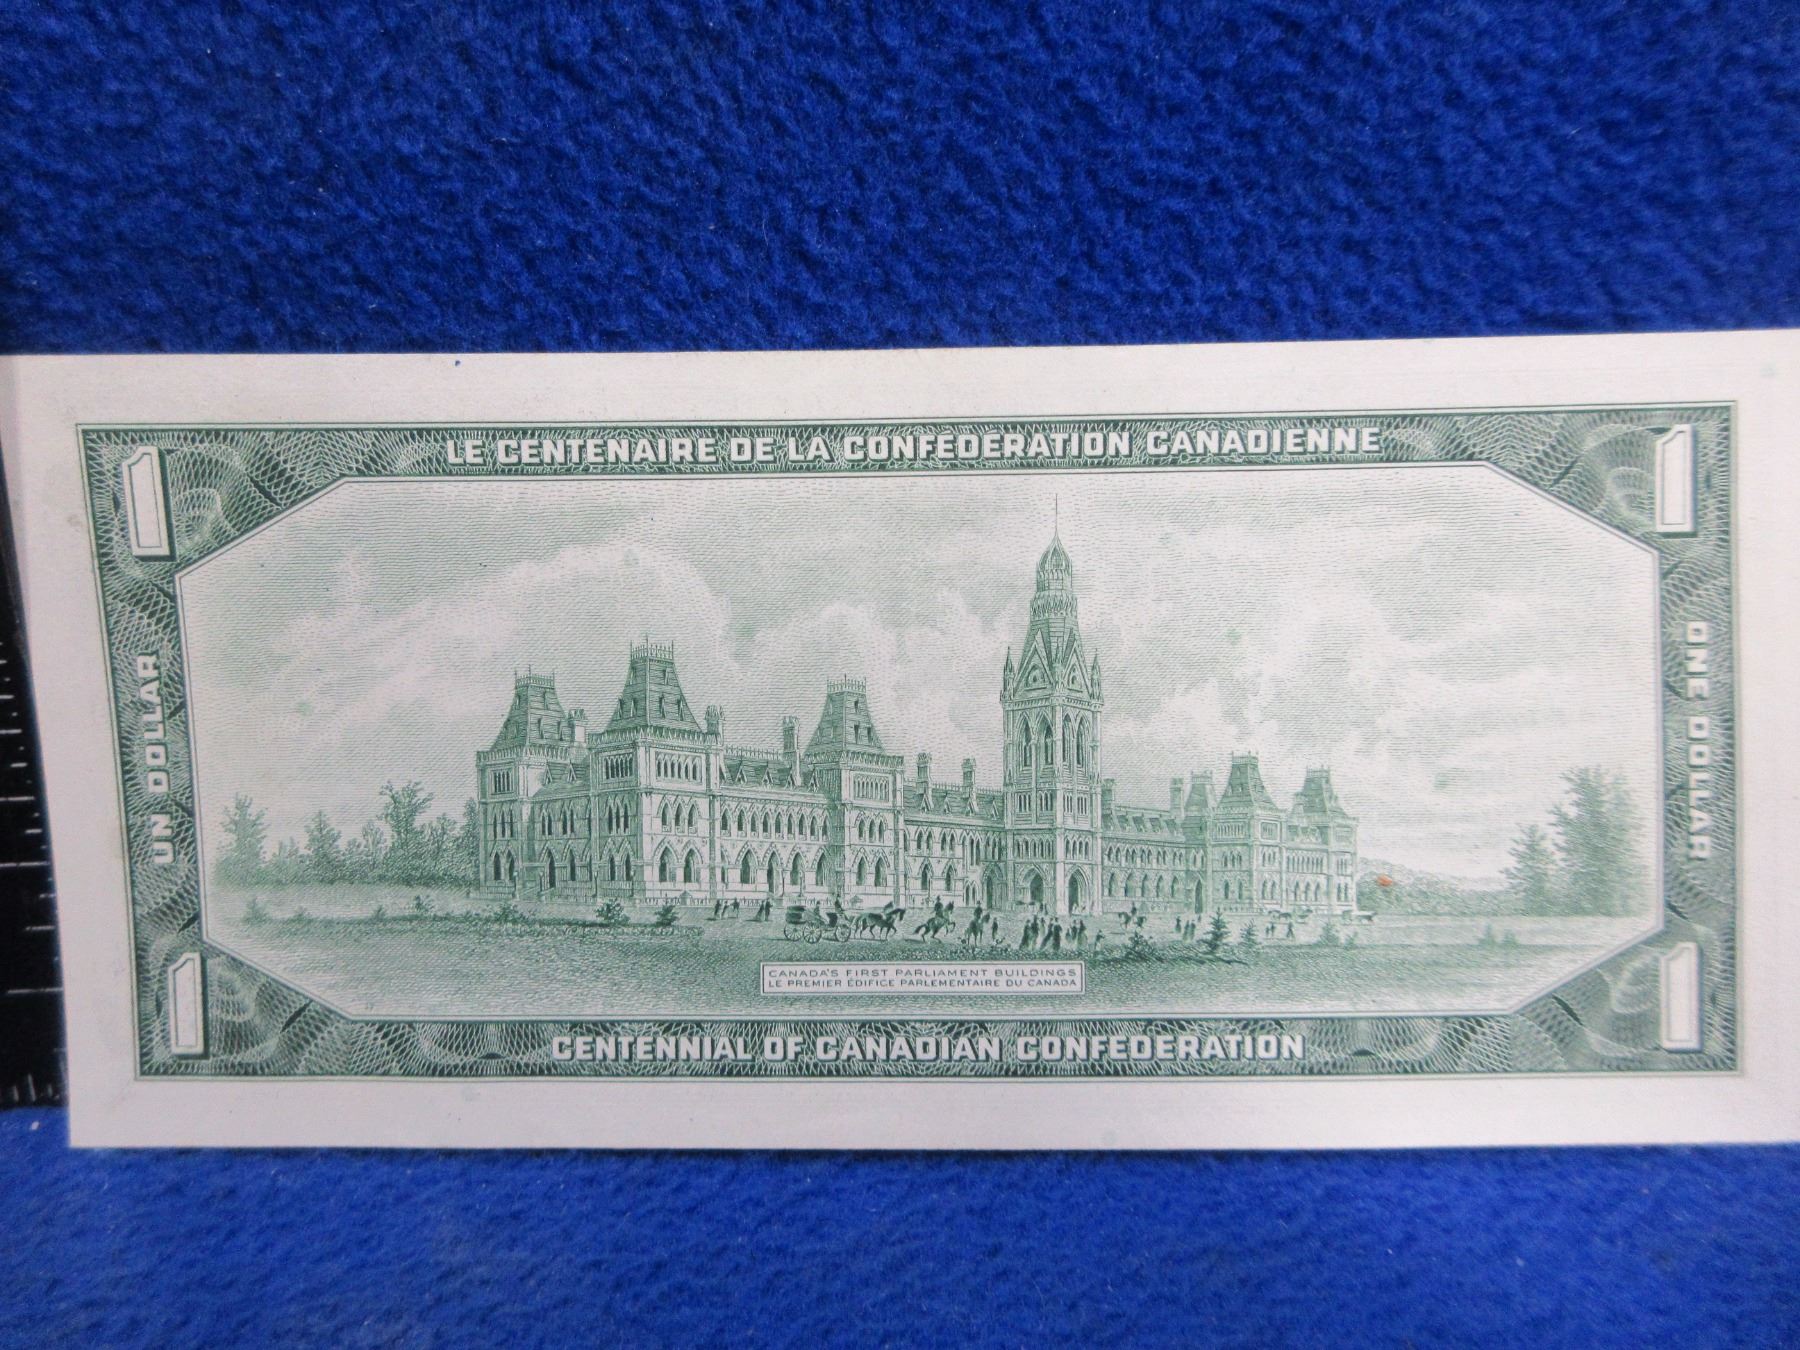 LE CENTENAIRE DE LA CONFÉDÉRATION CANADIENNE
1
1
UN DOLLAR
ONE DOLLAR
CANADA'S FIRST PARLIAMENT BUILDINGS
LE PREMIER ÉDIFICE PARLEMENTAIRE DU CANADA
1
1
CENTENNIAL OF CANADIAN CONFEDERATION